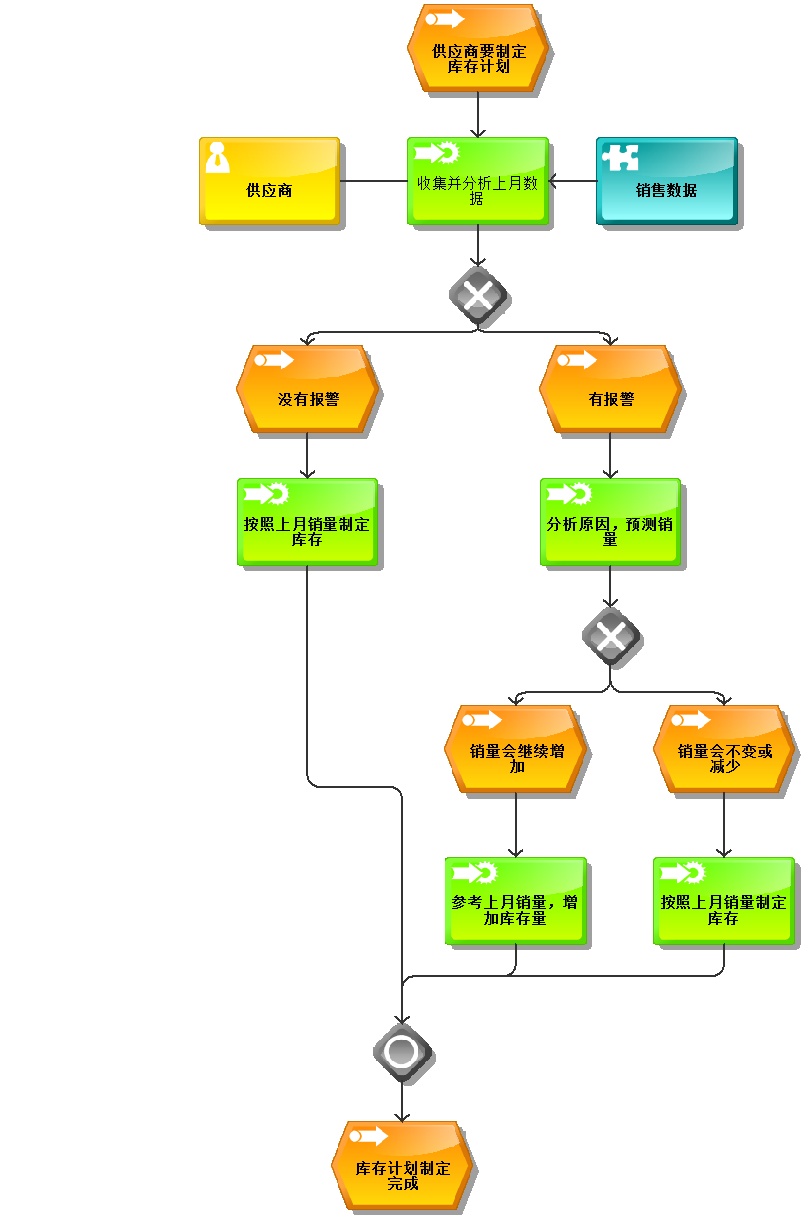 供应商要制定
库存计划
供应商
收集并分析上月数
据
销售数据
没有报警
有报警
按照上月销量制定
库存
分析原因，预测销
量
销量会继续增
加
销量会不变或
减少
参考上月销量，增
加库存量
按照上月销量制定
库存
库存计划制定
完成